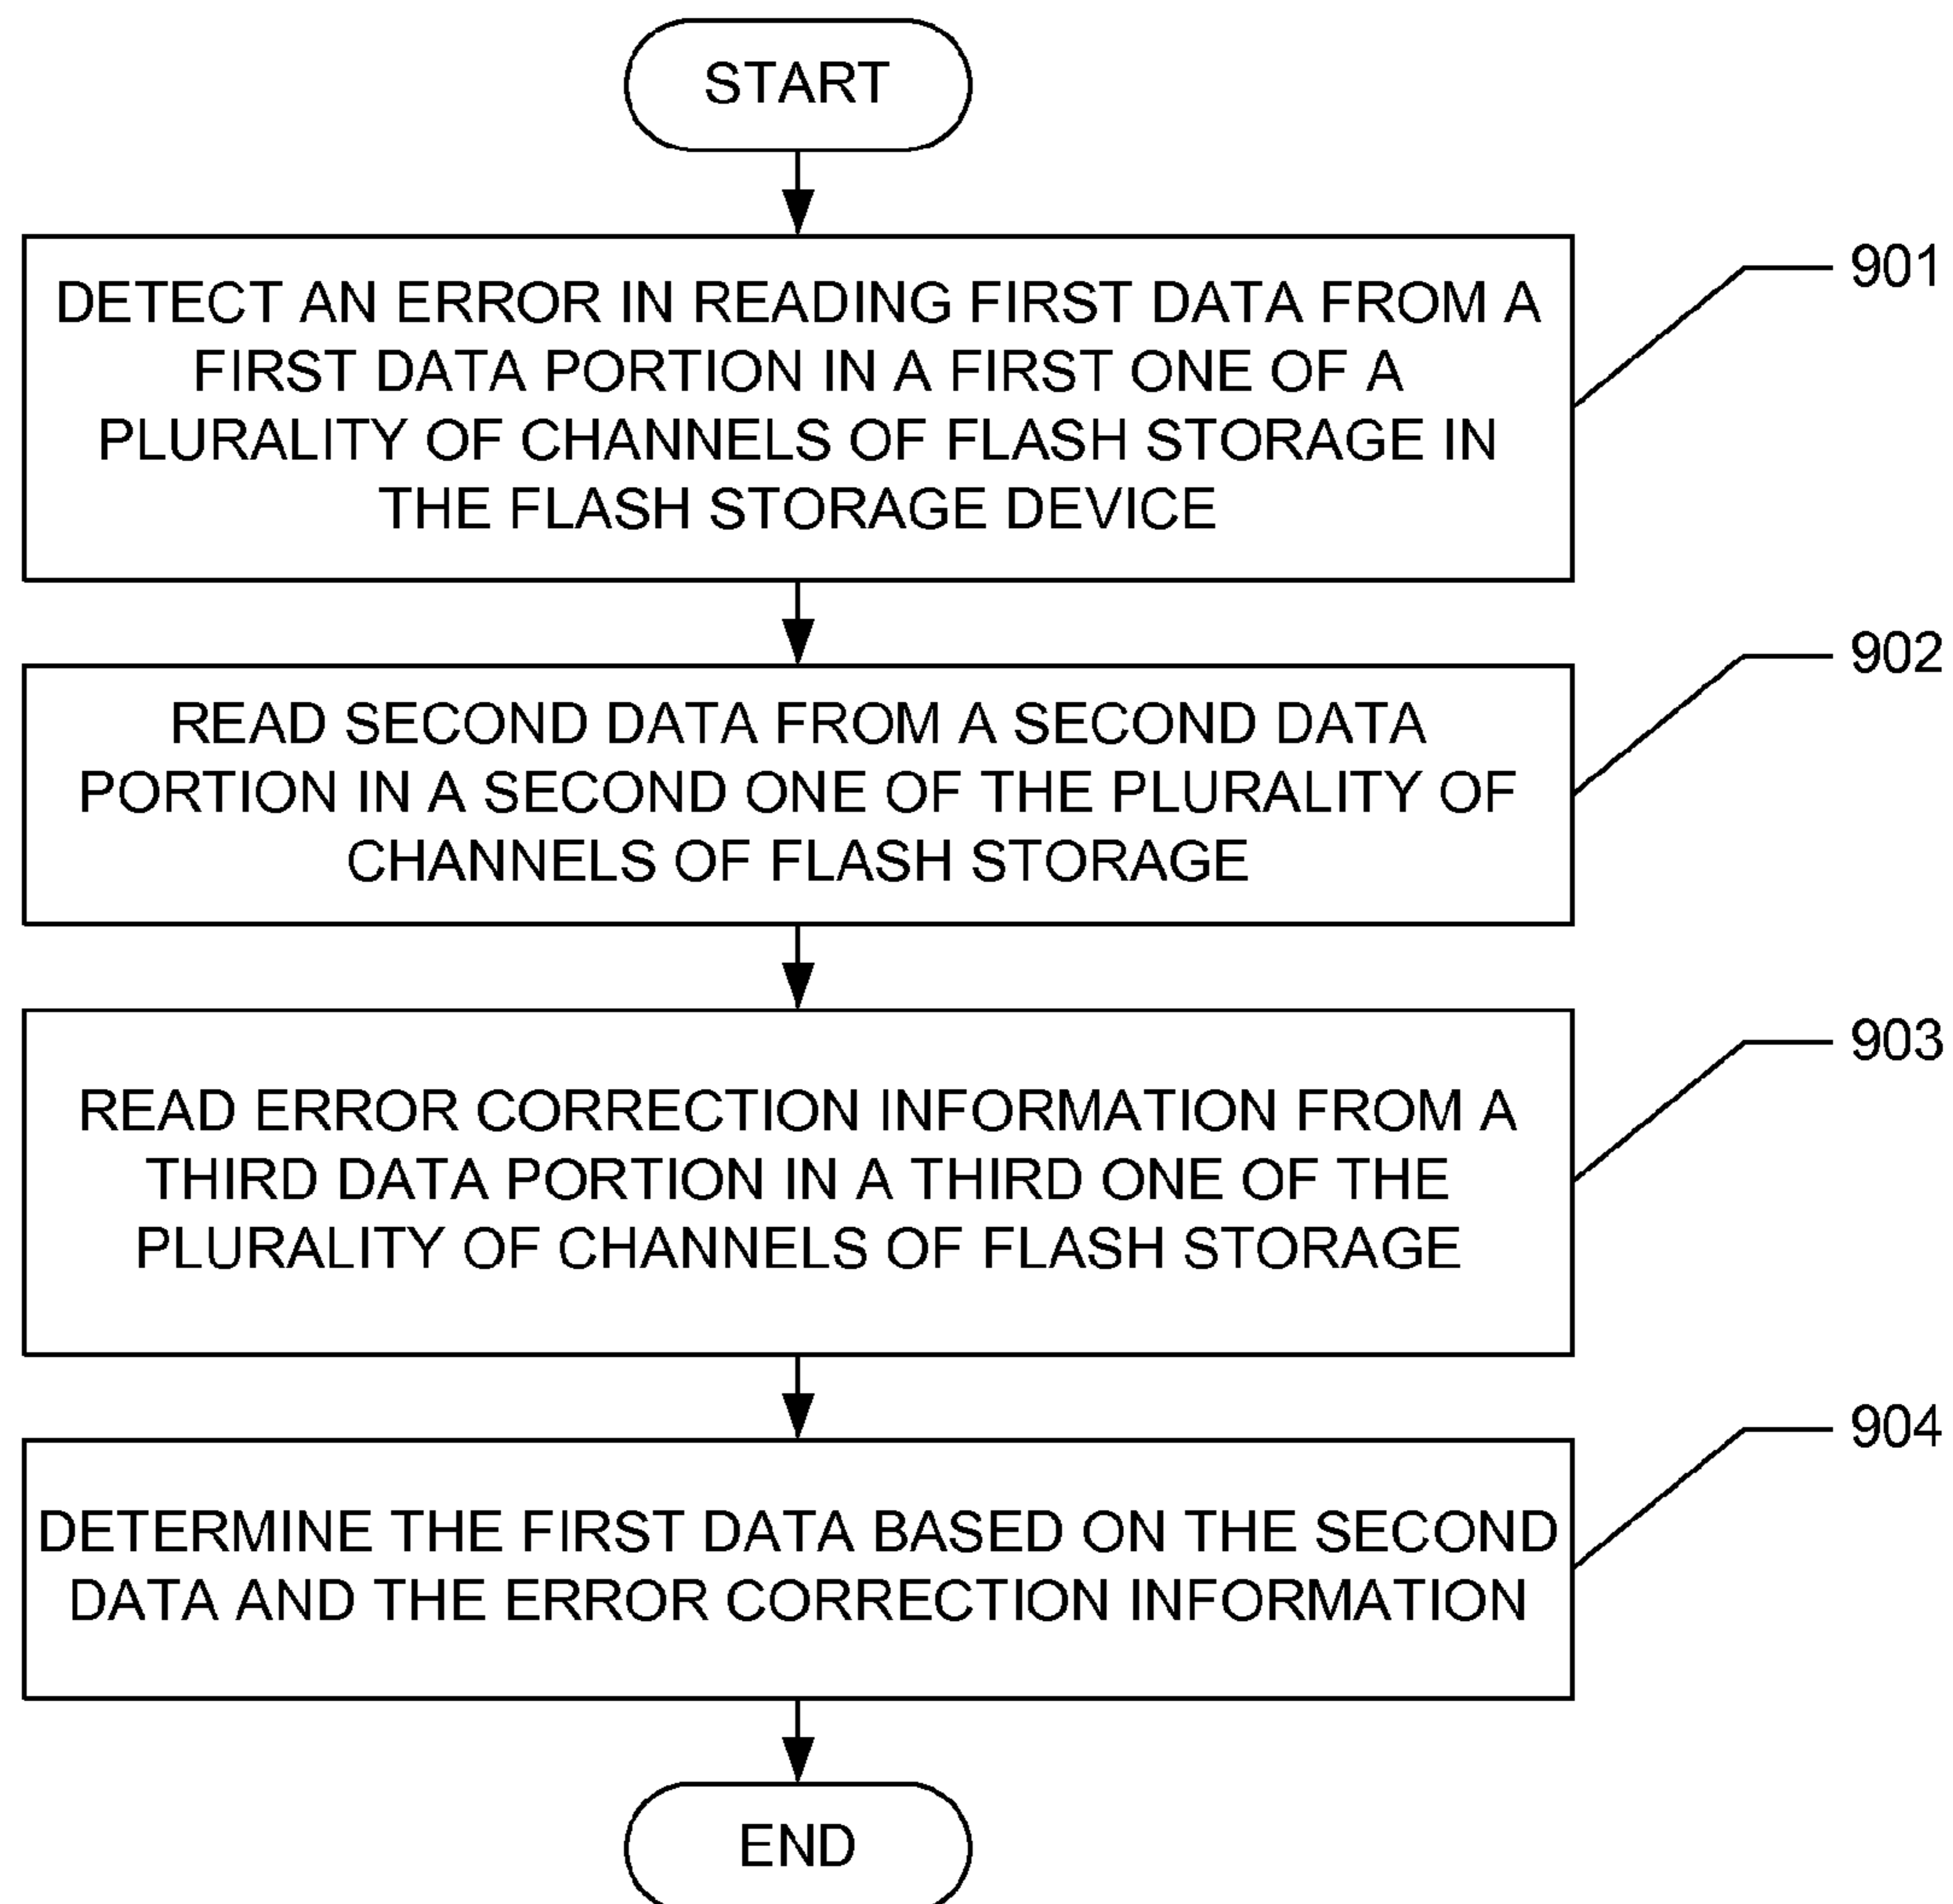 START
DETECT AN ERROR IN READING FIRST DATA FROM A
FIRST DATA PORTION IN A FIRST ONE OF A
PLURALITY OF CHANNELS OF FLASH STORAGE IN
THE FLASH STORAGE DEVICE
901
READ SECOND DATA FROM A SECOND DATA
PORTION IN A SECOND ONE OF THE PLURALITY OF
CHANNELS OF FLASH STORAGE
902
READ ERROR CORRECTION INFORMATION FROM A
THIRD DATA PORTION IN A THIRD ONE OF THE
PLURALITY OF CHANNELS OF FLASH STORAGE
903
DETERMINE THE FIRST DATA BASED ON THE SECOND
DATA AND THE ERROR CORRECTION INFORMATION
904
END